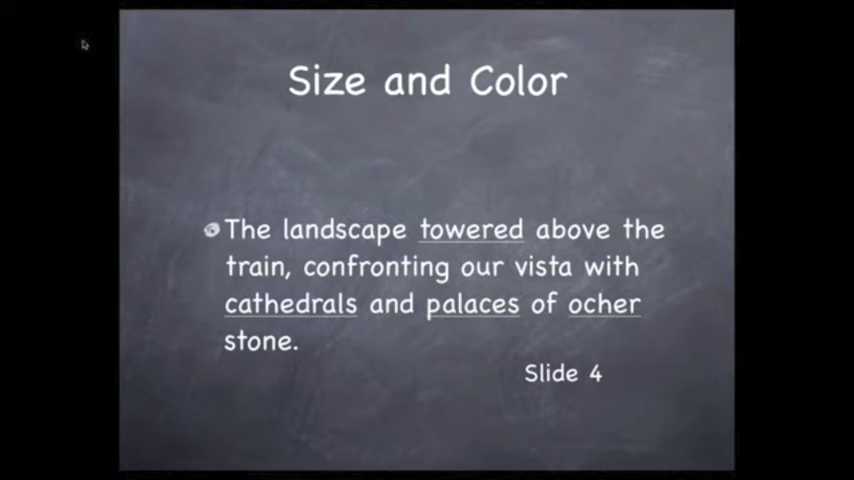 Size and Color
The landscape towered above the
train, confronting our vista with
cathedrals and palaces of ocher
stone.
Slide 4